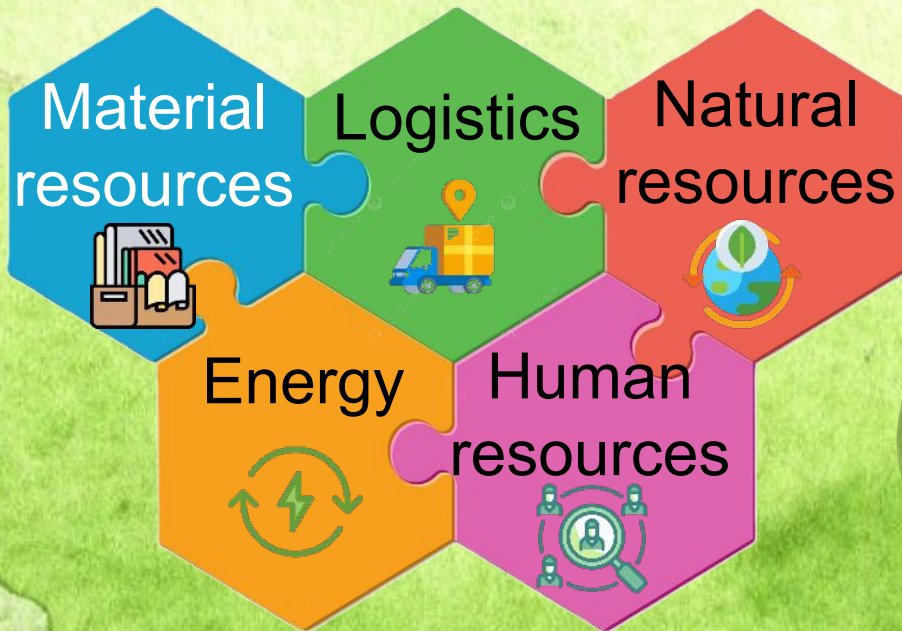 Material
resources
Logistics
Natural
resources
Energy
Human
resources